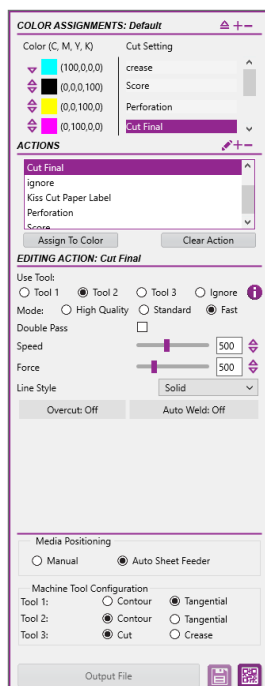 COLOR ASSIGNMENTS: Default
Color (C, M, Y, K) Cut Setting
(100,0,0,0) crease
(0,0,0,100) Score
(0,0,100,0) Perforation
(0,100,0,0) Cut Final
ACTIONS
Cut Final
ignore
Kiss Cut Paper Label
Perforation
Score
Assign To Color Clear Action
EDITING ACTION: Cut Final
Use Tool:
Tool 1 Tool 2 Tool 3 Ignore i
Mode: High Quality Standard Fast
Double Pass
Speed 500
Force 500
Line Style Solid
Overcut: Off Auto Weld: Off
Media Positioning
Manual Auto Sheet Feeder
Machine Tool Configuration
Tool 1: Contour Tangential
Tool 2: Contour Tangential
Tool 3: Cut Crease
Output File